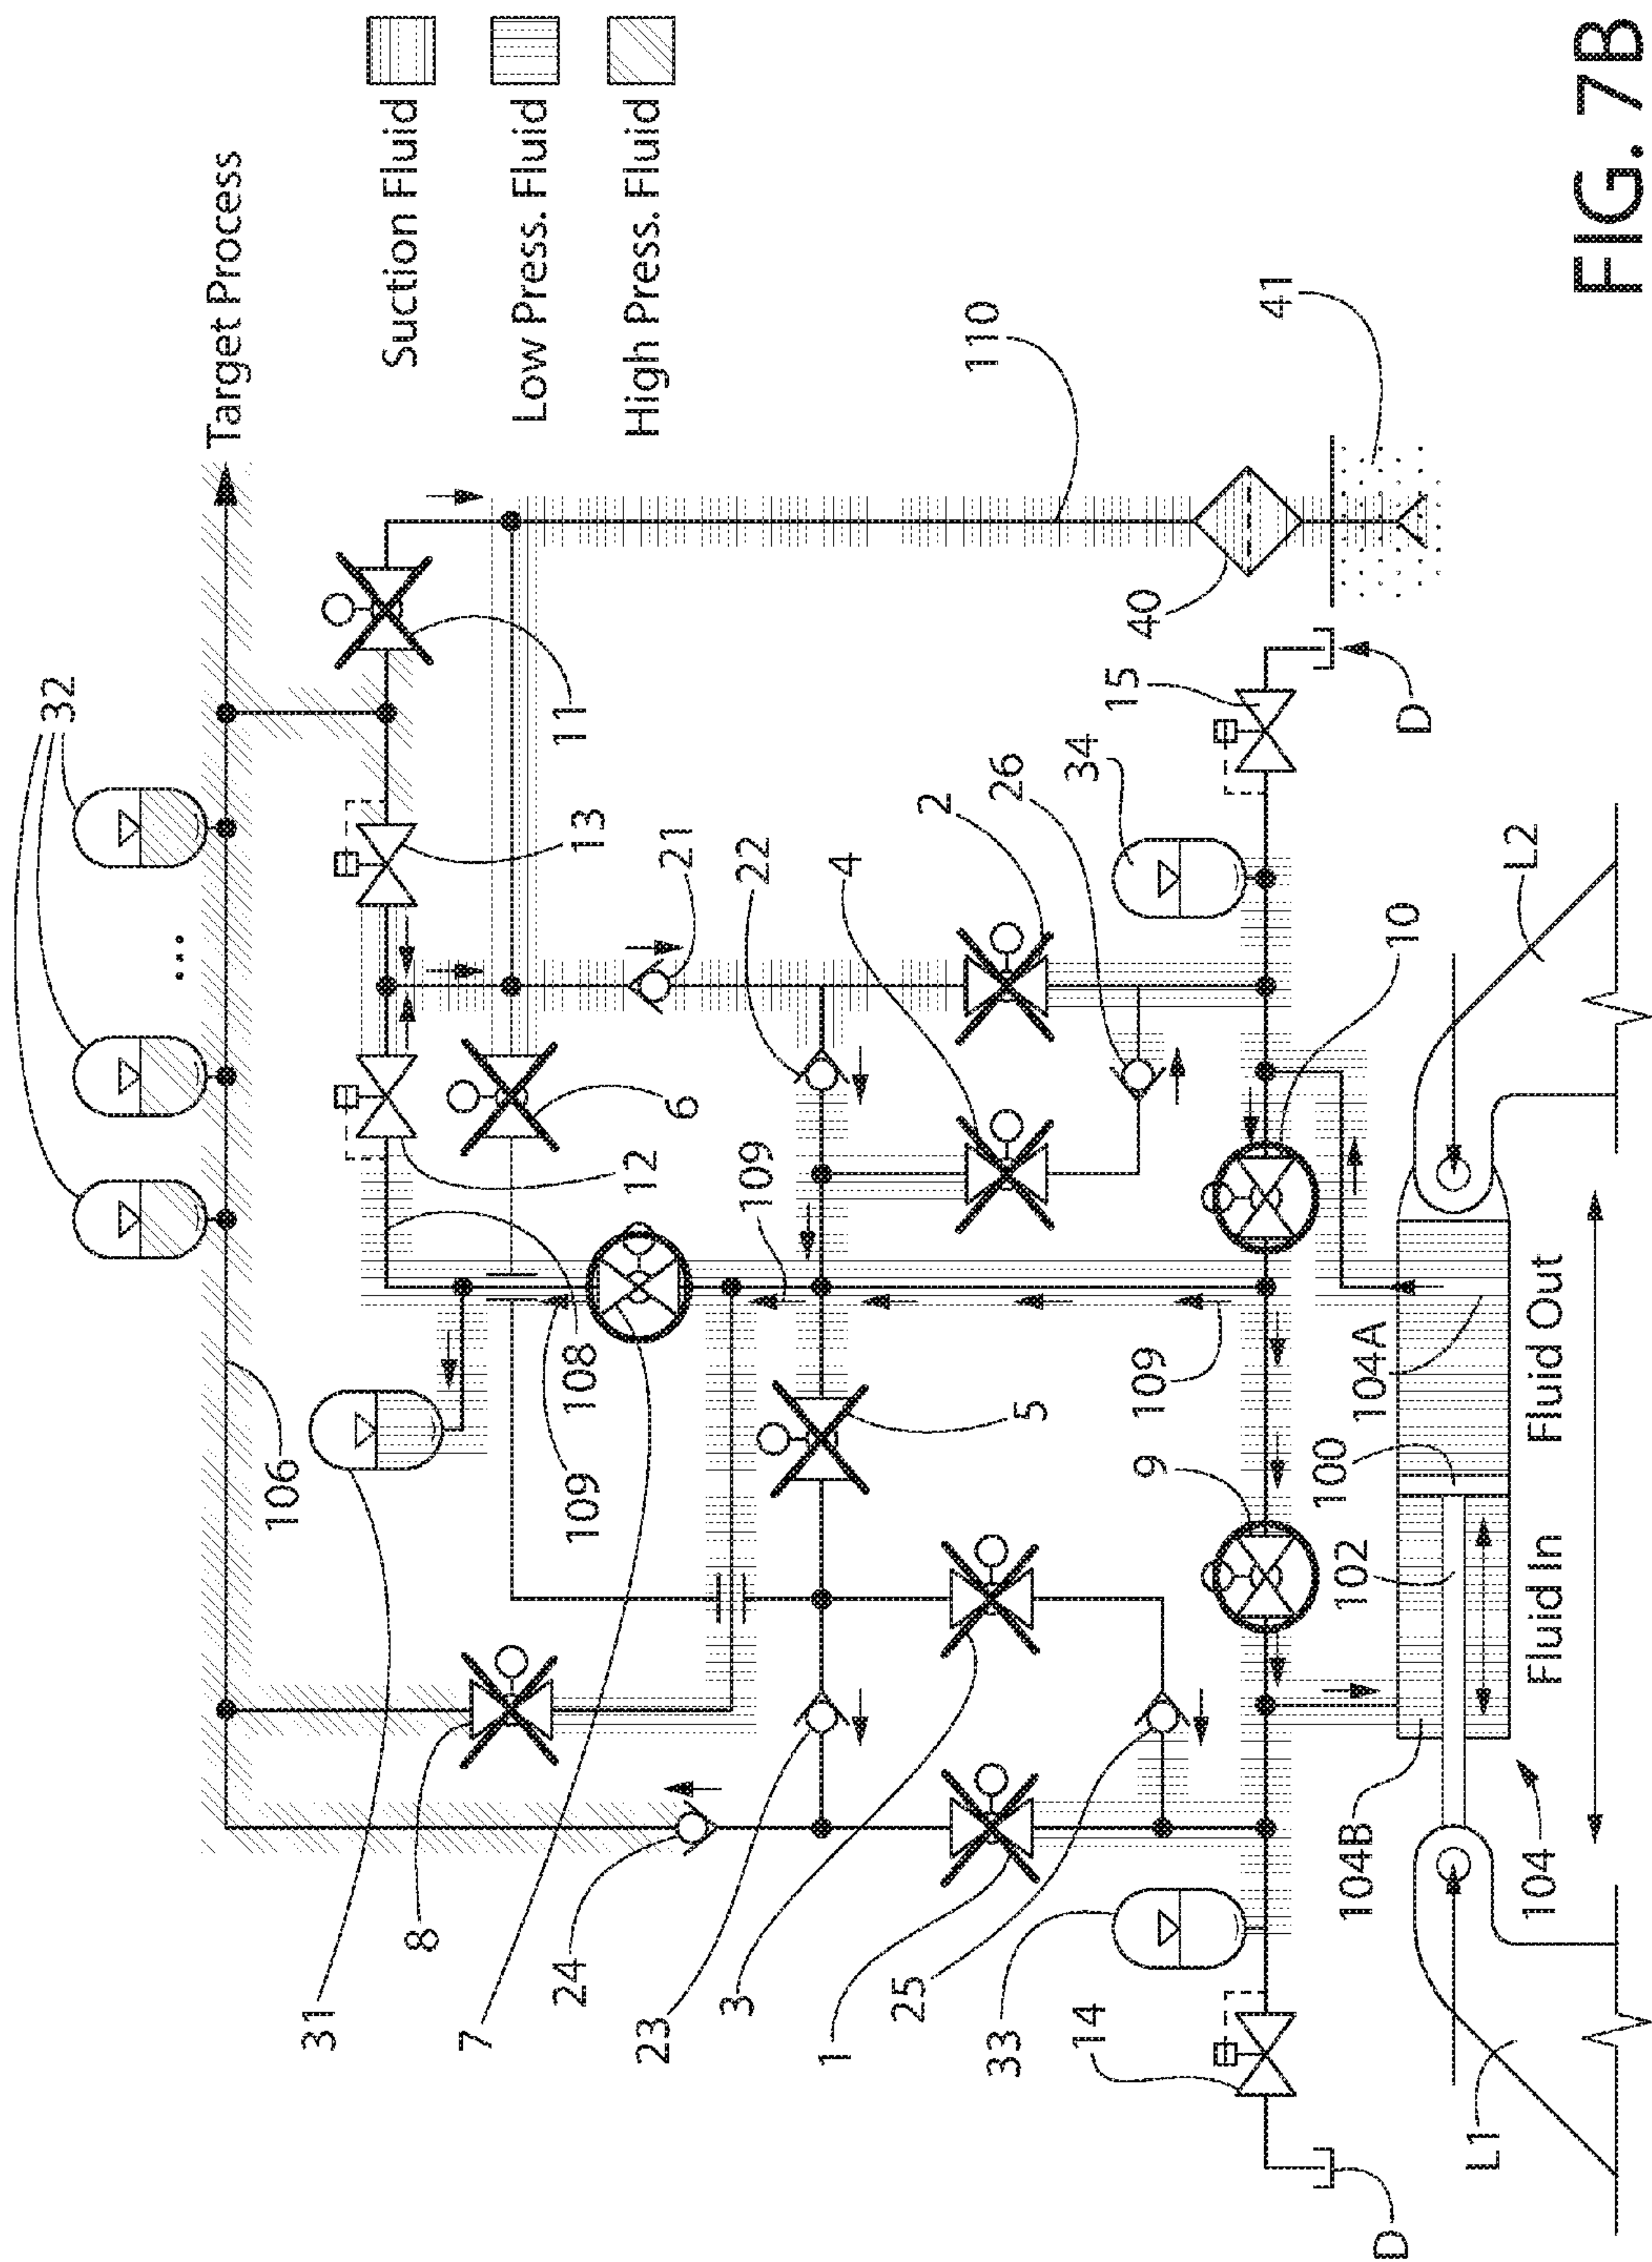 Target Process
Suction Fluid
Low Press. Fluid
High Press. Fluid
32
...
106
31
108
109
12
13
11
6
21
110
8
7
109
22
24
5
4
2
26
34
15
40
41
D
23
3
109
9
10
1
25
33
14
D
102
100
104A
104B
104
L1
L2
Fluid In
Fluid Out
FIG. 7B